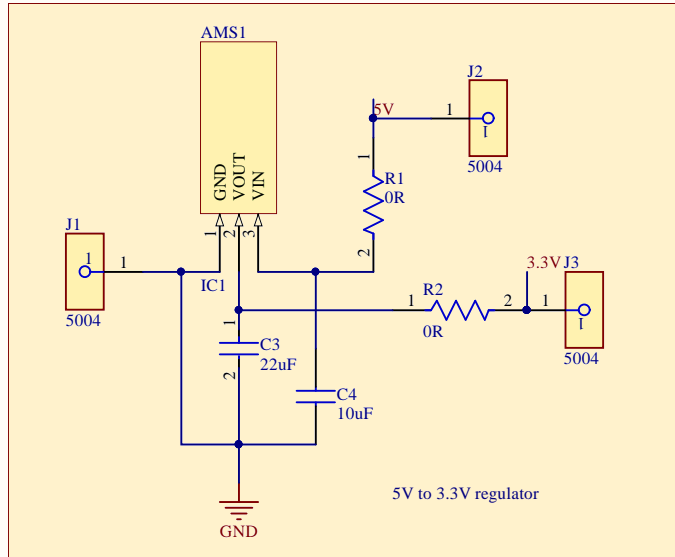 AMS1
J2
5V
1
1
5004
GND
VOUT
VIN
1
R1
0R
J1
1
2
3
2
1
1
IC1
3.3V
J3
5004
R2
1
2
1
1
0R
1
C3
22uF
2
5004
C4
10uF
5V to 3.3V regulator
GND